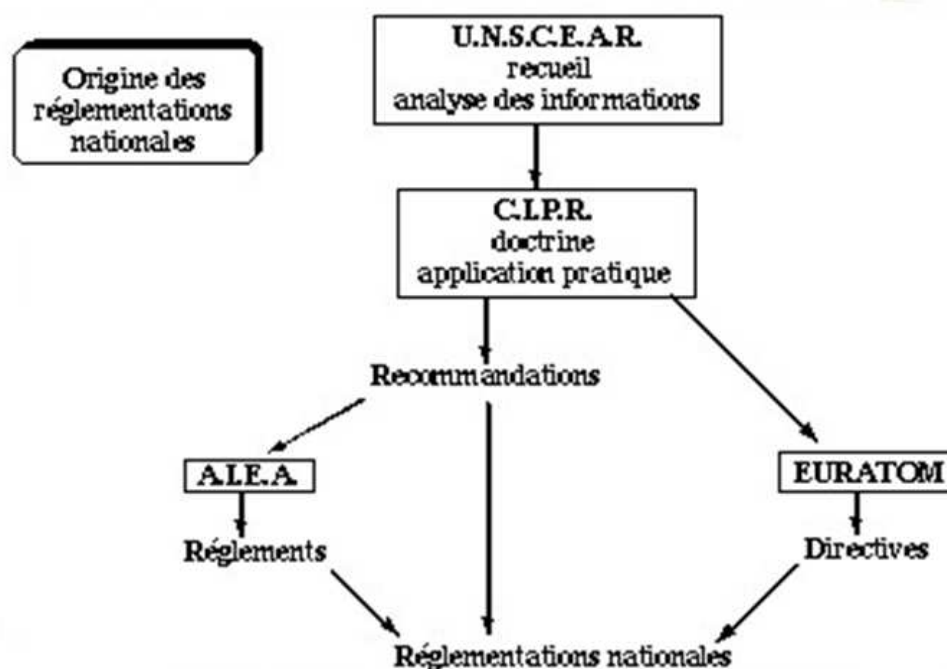 Origine des
réglementations
nationales
U.N.S.C.E.A.R.
recueil
analyse des informations
C.I.P.R.
doctrine
application pratique
Recommandations
A.I.E.A.
EURATOM
Réglements
Directives
Réglementations nationales